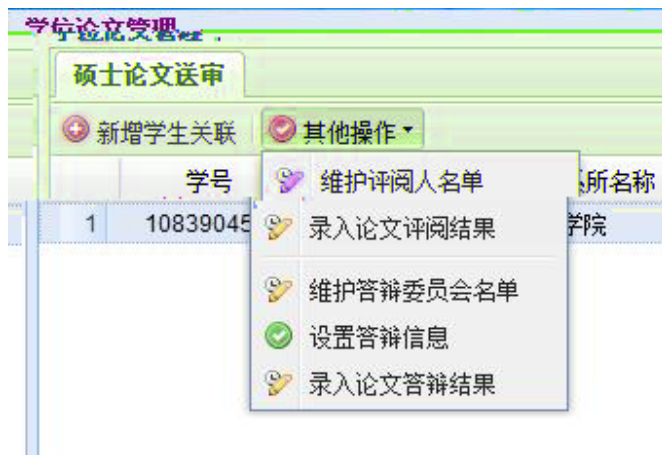 学位论文管理
硕士论文送审
新增学生关联 其他操作
学号 所名称
维护评阅人名单
1 10839045 学院
录入论文评阅结果
维护答辩委员会名单
设置答辩信息
录入论文答辩结果